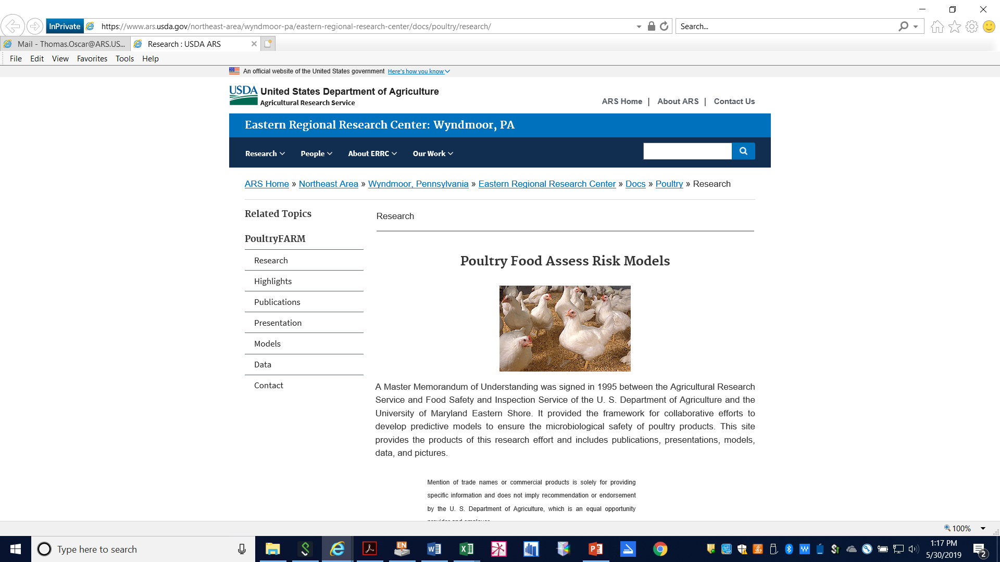 InPrivate
https://www.ars.usda.gov/northeast-area/wyndmoor-pa/eastern-regional-research-center/docs/poultry/research/
Search...
Mail - Thomas.Oscar@ARS.US...
Research : USDA ARS
File Edit View Favorites Tools Help
An official website of the United States government Here's how you know
USDA United States Department of Agriculture
Agricultural Research Service
ARS Home | About ARS | Contact Us
Eastern Regional Research Center: Wyndmoor, PA
Research People About ERRC Our Work
ARS Home » Northeast Area » Wyndmoor, Pennsylvania » Eastern Regional Research Center » Docs » Poultry » Research
Related Topics
PoultryFARM
Research
Highlights
Publications
Presentation
Models
Data
Contact
Research
Poultry Food Assess Risk Models
A Master Memorandum of Understanding was signed in 1995 between the Agricultural Research
Service and Food Safety and Inspection Service of the U. S. Department of Agriculture and the
University of Maryland Eastern Shore. It provided the framework for collaborative efforts to
develop predictive models to ensure the microbiological safety of poultry products. This site
provides the products of this research effort and includes publications, presentations, models,
data, and pictures.
Mention of trade names or commercial products is solely for providing
specific information and does not imply recommendation or endorsement
by the U. S. Department of Agriculture, which is an equal opportunity
provider and employer.
100%
Type here to search
EN
1:17 PM
5/30/2019
2